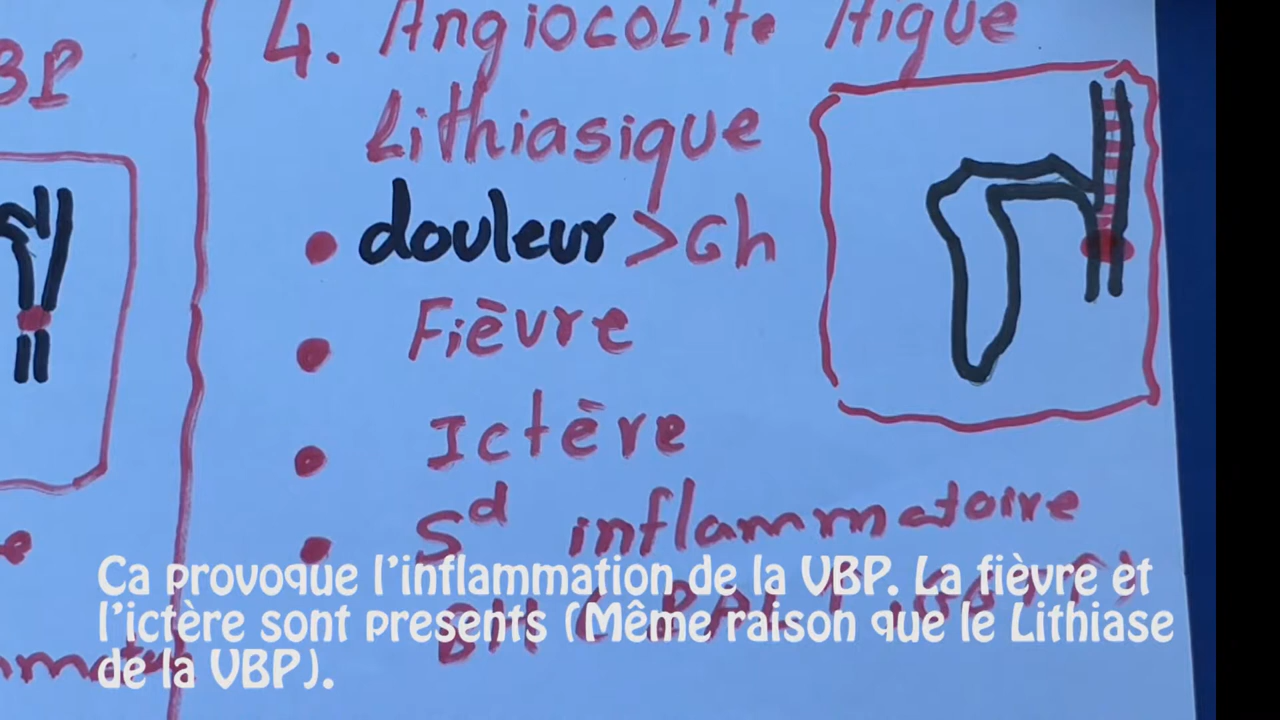 BP
4. Angiocolite Aigue
Lithiasique
• douleur >6h
• Fièvre
• Ictère
• Sd inflammatoire
Ca provoque l'inflammation de la VBP. La fièvre et
l'ictère sont presents (Même raison que le Lithiase
de la VBP).